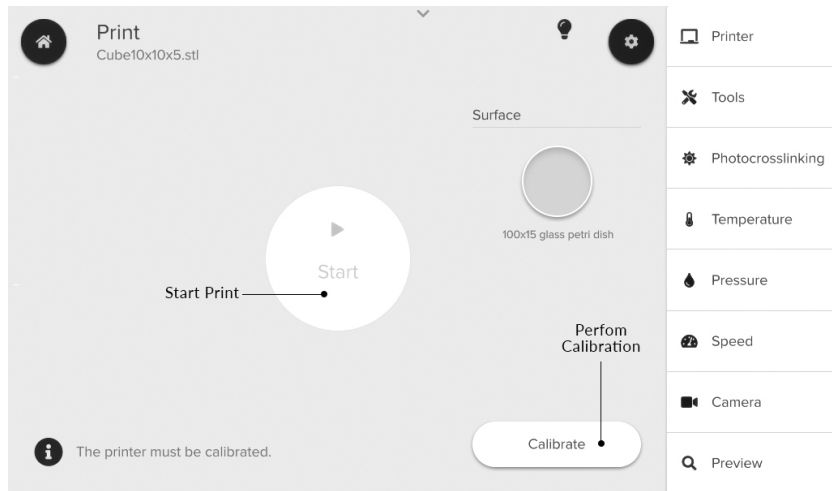 Print
Cube10x10x5.stl
Surface
100x15 glass petri dish
Start
Start Print
Perfom
Calibration
Calibrate
The printer must be calibrated.
Printer
Tools
Photocrosslinking
Temperature
Pressure
Speed
Camera
Preview